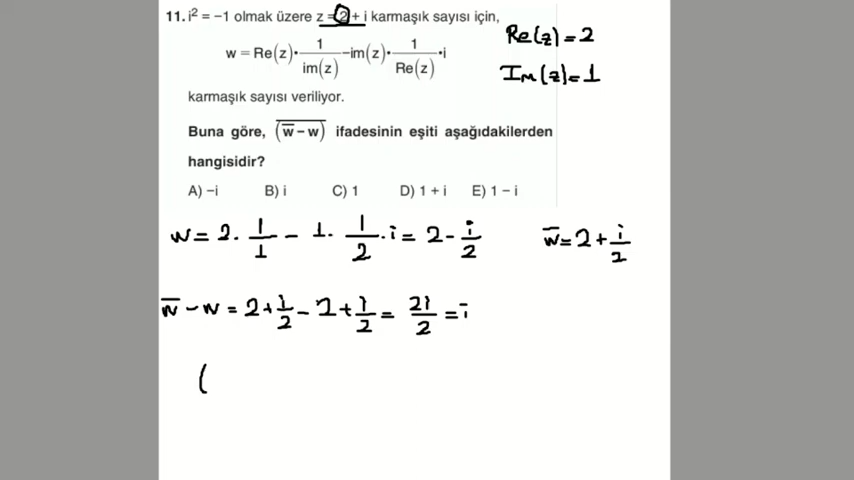 11. i² = −1 olmak üzere z = 2 + i karmaşık sayısı için,
Re(z) = 2
w = Re(z)·1/im(z) − im(z)·1/Re(z)·i
Im(z) = 1
karmaşık sayısı veriliyor.
Buna göre, (w̅ − w)̅ ifadesinin eşiti aşağıdakilerden
hangisidir?
A) −i B) i C) 1 D) 1 + i E) 1 − i
w = 2·1/1 − 1·1/2·i = 2 − i/2 w̅ = 2 + i/2
w̅ − w = 2 + i/2 − 2 + i/2 = 2i/2 = i
(